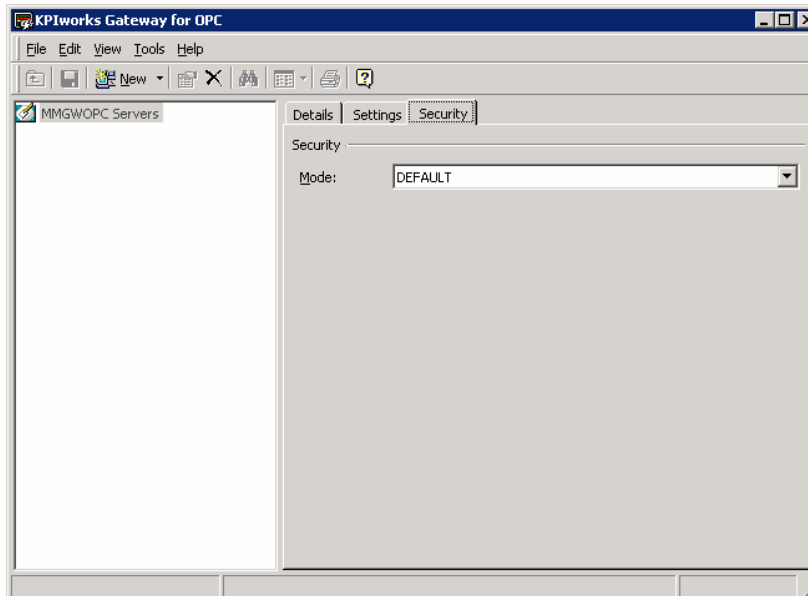 KPIworks Gateway for OPC
File Edit View Tools Help
New
MMGWOPC Servers
Details Settings Security
Security
Mode: DEFAULT